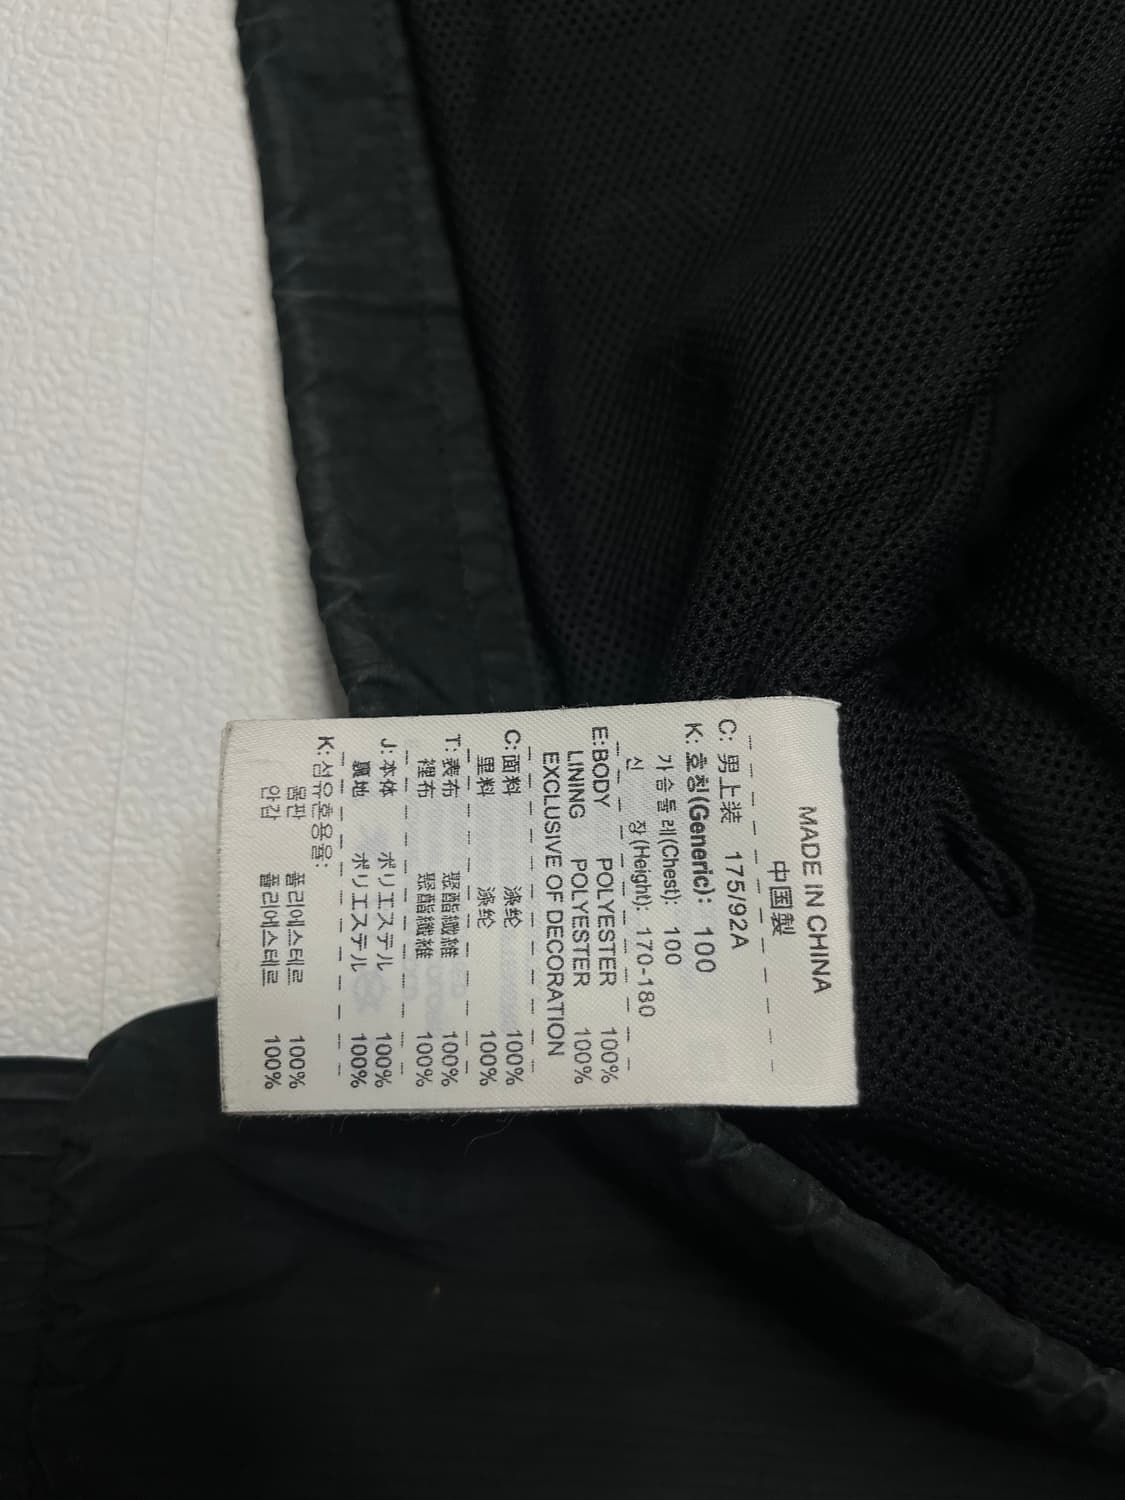 MADE IN CHINA
中国製
C: 男上装 175/92A
K: 호칭(Generic): 100
가슴둘레(Chest): 100
신 장(Height): 170-180
E:BODY POLYESTER 100%
LINING POLYESTER 100%
EXCLUSIVE OF DECORATION
C:面料 涤纶 100%
里料 涤纶 100%
T:表布 聚酯纖維 100%
裡布 聚酯纖維 100%
J:本体 ポリエステル 100%
裏地 ポリエステル 100%
K:섬유혼용율:
몸판 폴리에스테르 100%
안감 폴리에스테르 100%